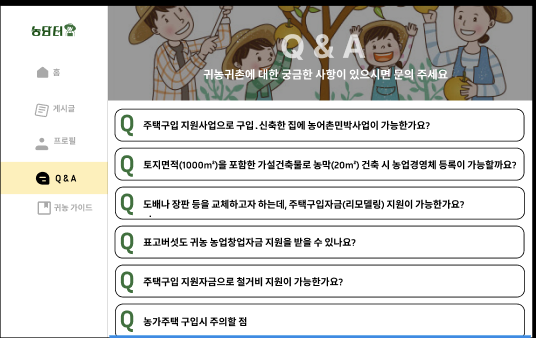 농담터
홈
게시글
프로필
Q & A
귀농 가이드
Q & A
귀농귀촌에 대한 궁금한 사항이 있으시면 문의 주세요
Q 주택구입 지원사업으로 구입.신축한 집에 농어촌민박사업이 가능한가요?
Q 토지면적(1000m²)을 포함한 가설건축물로 농막(20m²) 건축 시 농업경영체 등록이 가능할까요?
Q 도배나 장판 등을 교체하고자 하는데, 주택구입자금(리모델링) 지원이 가능한가요?
Q 표고버섯도 귀농 농업창업자금 지원을 받을 수 있나요?
Q 주택구입 지원자금으로 철거비 지원이 가능한가요?
Q 농가주택 구입시 주의할 점